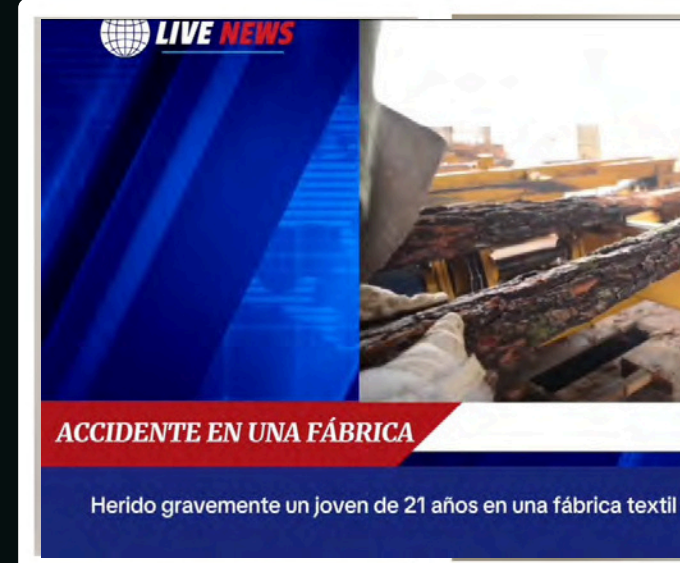 LIVE NEWS
ACCIDENTE EN UNA FÁBRICA
Herido gravemente un joven de 21 años en una fábrica textil